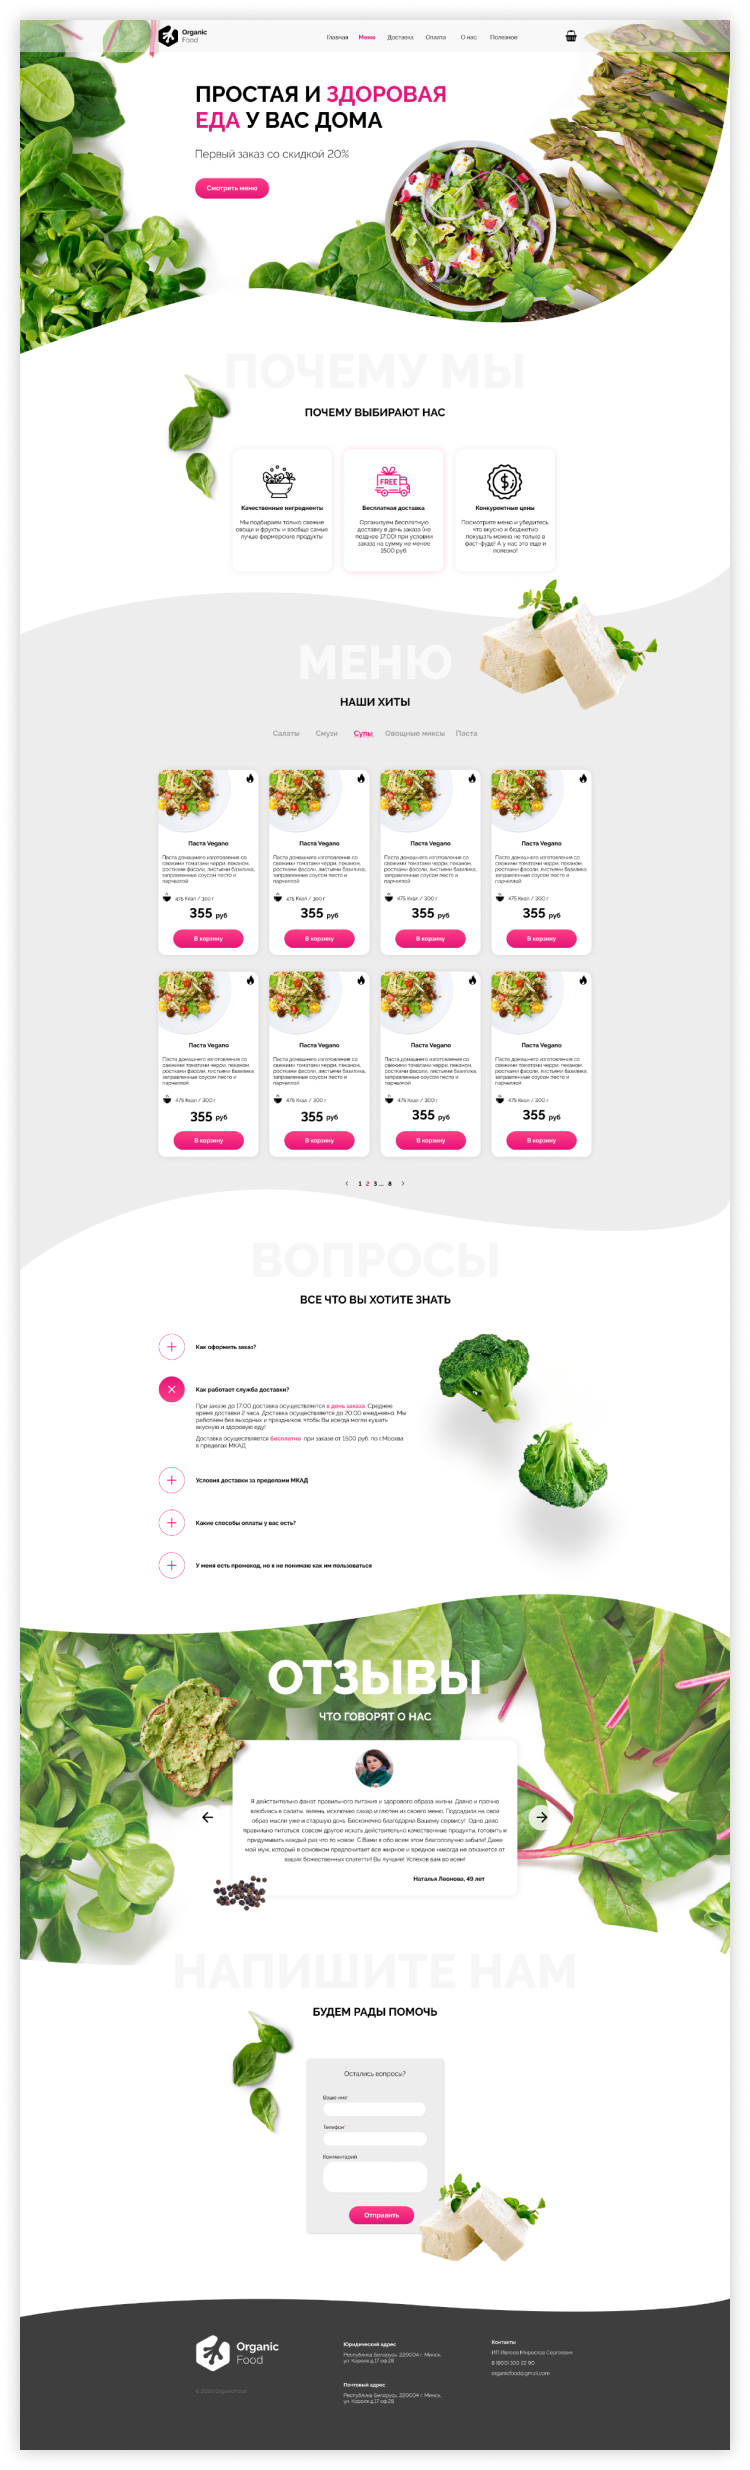 Organic
Food
Главная Меню Доставка Оплата О нас Полезное
ПРОСТАЯ И ЗДОРОВАЯ
ЕДА У ВАС ДОМА
Первый заказ со скидкой 20%
Смотреть меню
ПОЧЕМУ МЫ
ПОЧЕМУ ВЫБИРАЮТ НАС
Качественные ингредиенты
Мы подбираем только свежие
овощи и фрукты и вообще самые
лучше фермерские продукты
FREE
Бесплатная доставка
Организуем бесплатную
доставку в день заказа (не
позднее 17:00) при условии
заказа на сумму не менее
1500 руб.
Конкурентные цены
Посмотрите меню и убедитесь,
что вкусно и бюджетно
покушать можно не только в
фаст-фуде! А у нас это еще и
полезно!
МЕНЮ
НАШИ ХИТЫ
Салаты Смузи Супы Овощные миксы Паста
Паста Vegano
Паста домашнего изготовления со
свежими томатами черри, пеканом,
ростками фасоли, листьями базилика,
заправленные соусом песто и
парчеллой
475 Ккал / 300 г
355 руб
В корзину
Паста Vegano
Паста домашнего изготовления со
свежими томатами черри, пеканом,
ростками фасоли, листьями базилика,
заправленные соусом песто и
парчеллой
475 Ккал / 300 г
355 руб
В корзину
Паста Vegano
Паста домашнего изготовления со
свежими томатами черри, пеканом,
ростками фасоли, листьями базилика,
заправленные соусом песто и
парчеллой
475 Ккал / 300 г
355 руб
В корзину
Паста Vegano
Паста домашнего изготовления со
свежими томатами черри, пеканом,
ростками фасоли, листьями базилика,
заправленные соусом песто и
парчеллой
475 Ккал / 300 г
355 руб
В корзину
Паста Vegano
Паста домашнего изготовления со
свежими томатами черри, пеканом,
ростками фасоли, листьями базилика,
заправленные соусом песто и
парчеллой
475 Ккал / 300 г
355 руб
В корзину
Паста Vegano
Паста домашнего изготовления со
свежими томатами черри, пеканом,
ростками фасоли, листьями базилика,
заправленные соусом песто и
парчеллой
475 Ккал / 300 г
355 руб
В корзину
Паста Vegano
Паста домашнего изготовления со
свежими томатами черри, пеканом,
ростками фасоли, листьями базилика,
заправленные соусом песто и
парчеллой
475 Ккал / 300 г
355 руб
В корзину
Паста Vegano
Паста домашнего изготовления со
свежими томатами черри, пеканом,
ростками фасоли, листьями базилика,
заправленные соусом песто и
парчеллой
475 Ккал / 300 г
355 руб
В корзину
< 1 2 3 ... 8 >
ВОПРОСЫ
ВСЕ ЧТО ВЫ ХОТИТЕ ЗНАТЬ
Как оформить заказ?
Как работает служба доставки?
При заказе до 17:00 доставка осуществляется в день заказа. Среднее
время доставки 2 часа. Доставка осуществляется до 20:00 ежедневно. Мы
работаем без выходных и праздников, чтобы Вы всегда могли кушать
вкусную и здоровую еду!
Доставка осуществляется бесплатно при заказе от 1500 руб. по г.Москва
в пределах МКАД.
Условия доставки за пределами МКАД
Какие способы оплаты у вас есть?
У меня есть промокод, но я не понимаю как им пользоваться
ОТЗЫВЫ
ЧТО ГОВОРЯТ О НАС
Я действительно фанат правильного питания и здорового образа жизни. Давно и прочно
влюбилась в салаты, зелень, исключаю сахар и глютен из своего меню. Подсадила на свой
образ мысли уже и старшую дочь. Бесконечно благодарна Вашему сервису! Одно дело
правильно питаться, совсем другое искать действительно качественные продукты, готовить и
придумывать каждый раз что то новое. С Вами я обо всем этом благополучно забыла! Даже
мой муж, который в основном предпочитает все жирное и вредное никогда не откажется от
ваших божественных спагетти! Вы лучшие! Успехов вам во всем!
Наталья Леонова, 49 лет
НАПИШИТЕ НАМ
БУДЕМ РАДЫ ПОМОЧЬ
Остались вопросы?
Ваше имя*
Телефон*
Комментарий
Отправить
Organic
Food
© 2020 OrganicFood
Юридический адрес
Республика Беларусь, 220004 г. Минск,
ул. Короля д.17 оф.28
Почтовый адрес
Республика Беларусь, 220004 г. Минск,
ул. Короля д.17 оф.28
Контакты
ИП Ивлеев Мирослав Сергеевич
8 (800) 100 22 90
organicfood@gmail.com